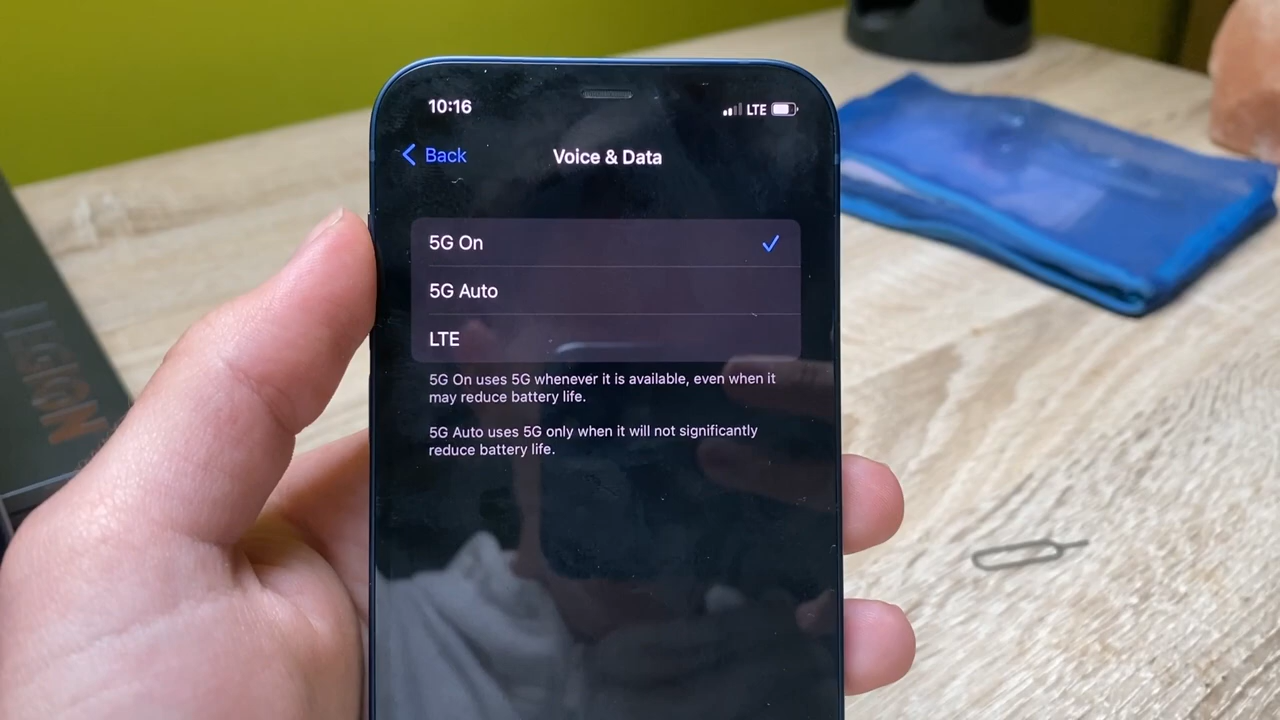 10:16
LTE
Back
Voice & Data
5G On
5G Auto
LTE
5G On uses 5G whenever it is available, even when it
may reduce battery life.
5G Auto uses 5G only when it will not significantly
reduce battery life.
LEGION